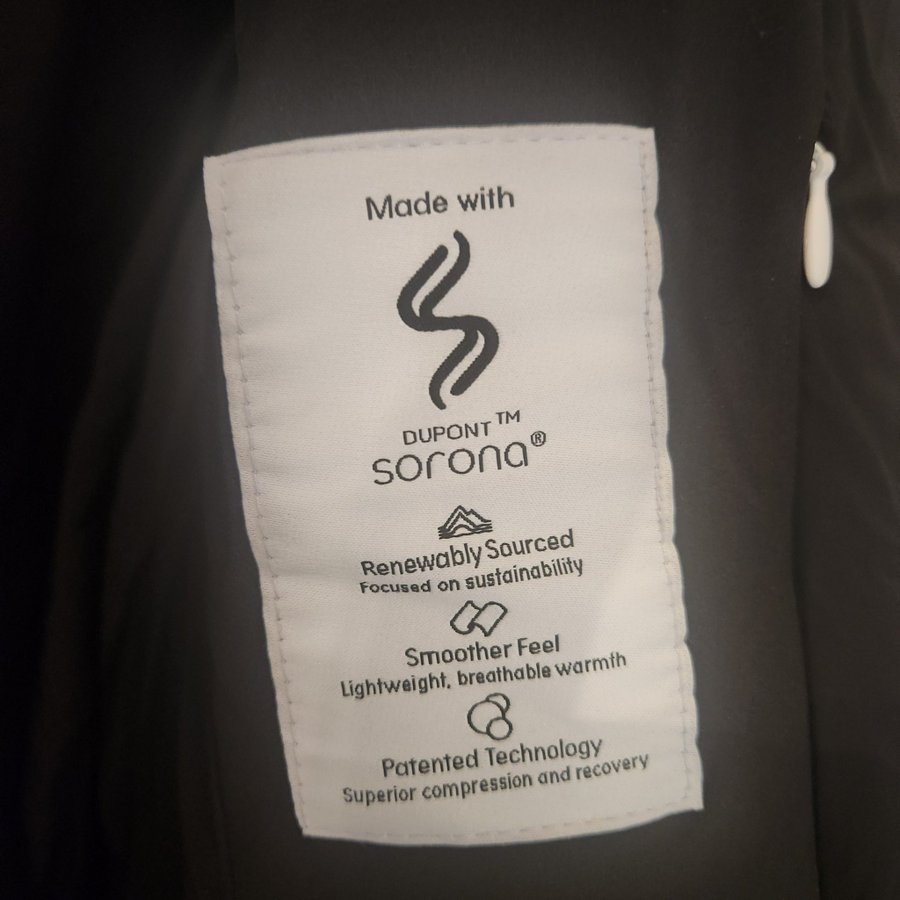 Made with
DUPONT™
sorona®
Renewably Sourced
Focused on sustainability
Smoother Feel
Lightweight, breathable warmth
Patented Technology
Superior compression and recovery